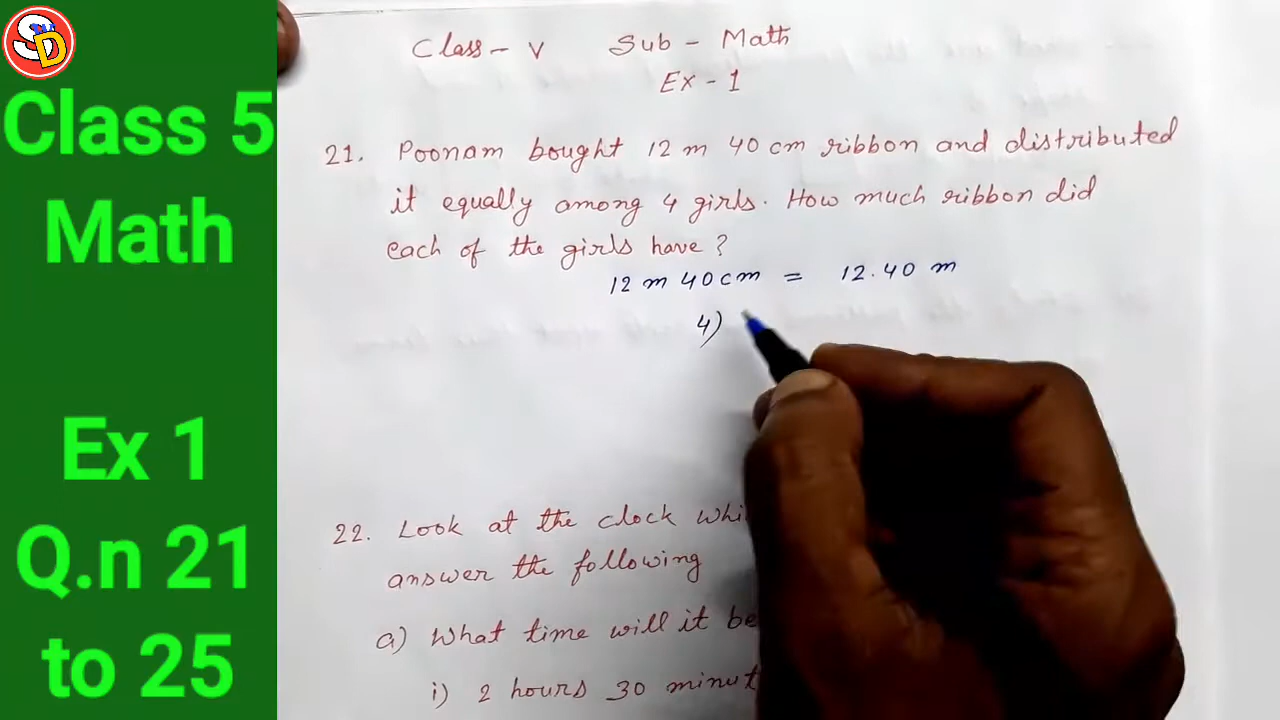 SD
Class 5
Math
Ex 1
Q.n 21
to 25
Class - V Sub - Math
Ex - 1
21. Poonam bought 12 m 40 cm ribbon and distributed
it equally among 4 girls. How much ribbon did
each of the girls have ?
12 m 40 cm = 12.40 m
4)
22. Look at the clock
answer the following
a) What time will it be
i) 2 hours 30